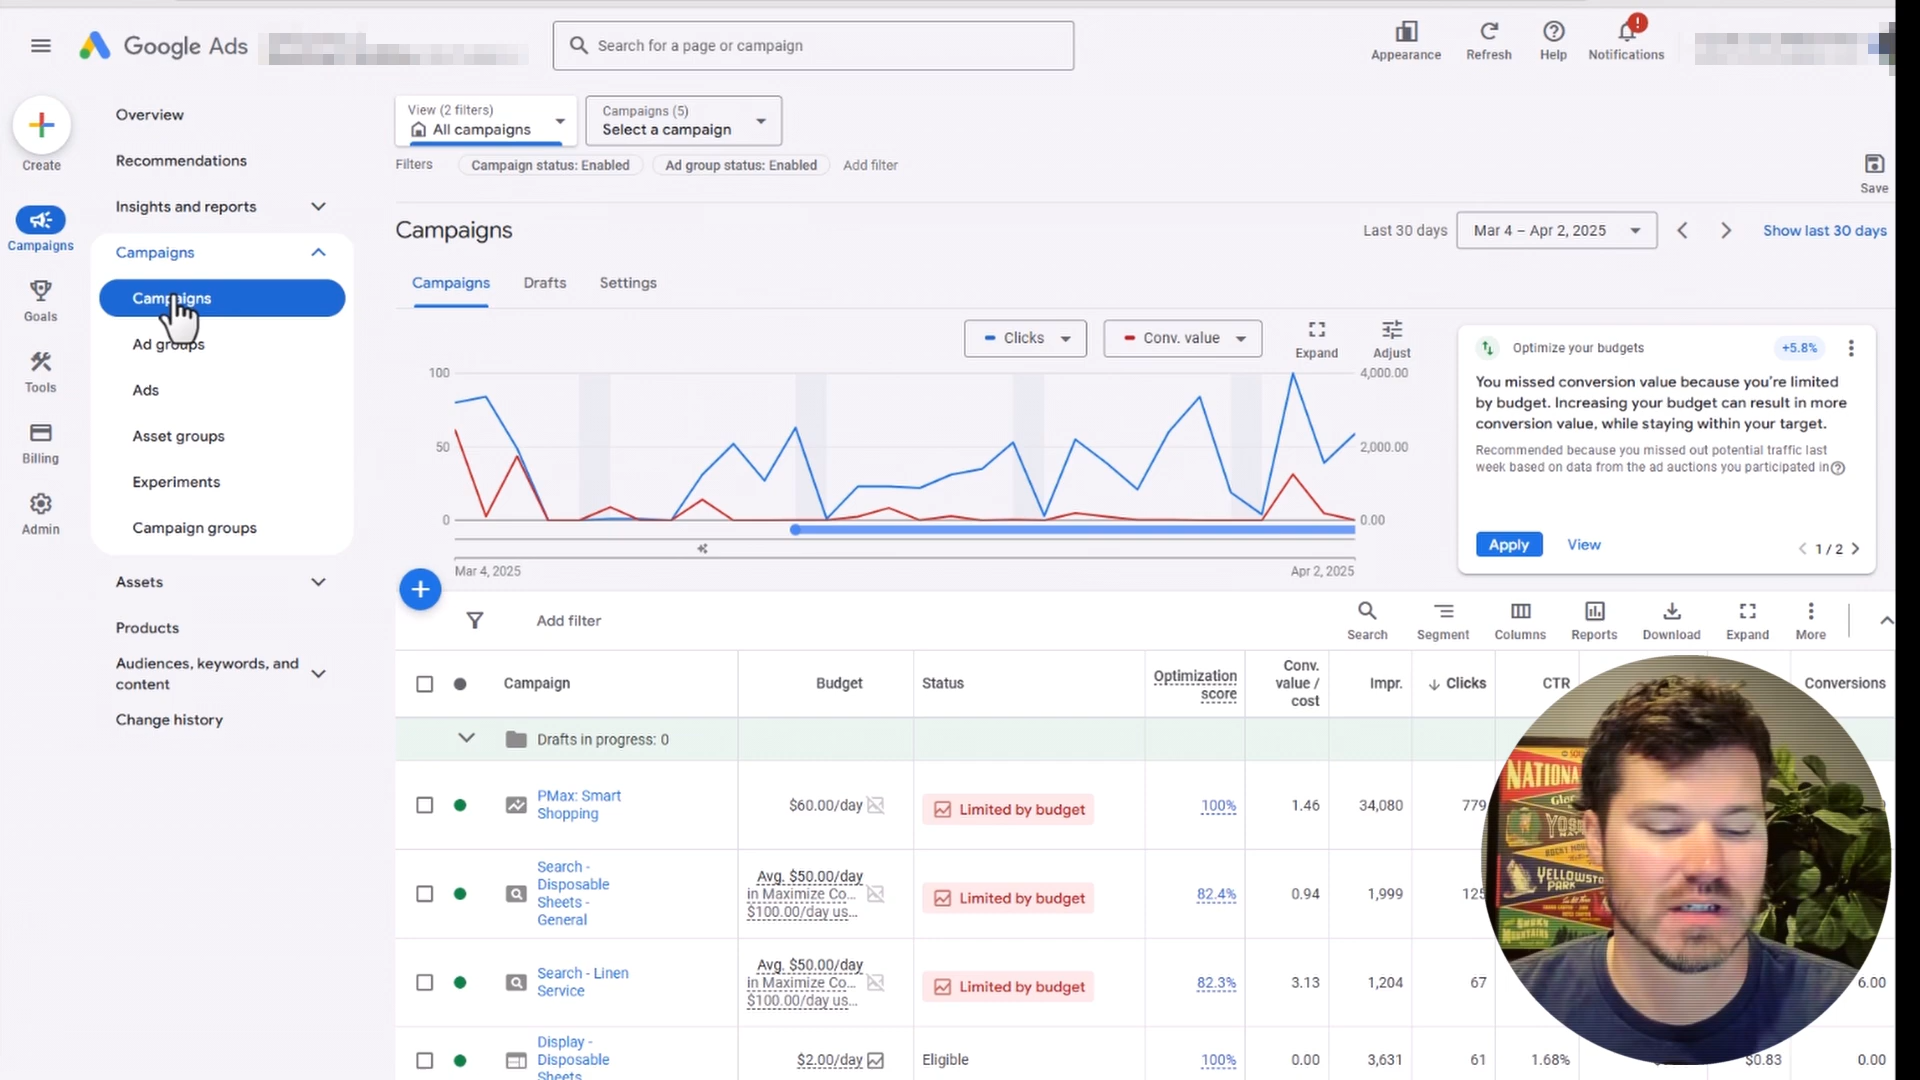 Google Ads
Search for a page or campaign
Appearance
Refresh
Help
!
Notifications
Create
Campaigns
Goals
Tools
Billing
Admin
Overview
Recommendations
Insights and reports
Campaigns
Campaigns
Ad groups
Ads
Asset groups
Experiments
Campaign groups
Assets
Products
Audiences, keywords, and
content
Change history
View (2 filters)
All campaigns
Campaigns (5)
Select a campaign
Filters
Campaign status: Enabled
Ad group status: Enabled
Add filter
Save
Campaigns
Last 30 days
Mar 4 – Apr 2, 2025
Show last 30 days
Campaigns
Drafts
Settings
Clicks
Conv. value
Expand
Adjust
100
50
0
4,000.00
2,000.00
0.00
Mar 4, 2025
Apr 2, 2025
Optimize your budgets
+5.8%
You missed conversion value because you're limited
by budget. Increasing your budget can result in more
conversion value, while staying within your target.
Recommended because you missed out potential traffic last
week based on data from the ad auctions you participated in
Apply
View
1 / 2
Add filter
Search
Segment
Columns
Reports
Download
Expand
More
Campaign
Budget
Status
Optimization
score
Conv.
value /
cost
Impr.
Clicks
CTR
Conversions
Drafts in progress: 0
PMax: Smart
Shopping
$60.00/day
Limited by budget
100%
1.46
34,080
779
Search -
Disposable
Sheets -
General
Avg. $50.00/day
in Maximize Co...
$100.00/day us...
Limited by budget
82.4%
0.94
1,999
125
Search - Linen
Service
Avg. $50.00/day
in Maximize Co...
$100.00/day us...
Limited by budget
82.3%
3.13
1,204
67
6.00
Display -
Disposable
Sheets
$2.00/day
Eligible
100%
0.00
3,631
61
1.68%
$0.83
0.00
NATIONA